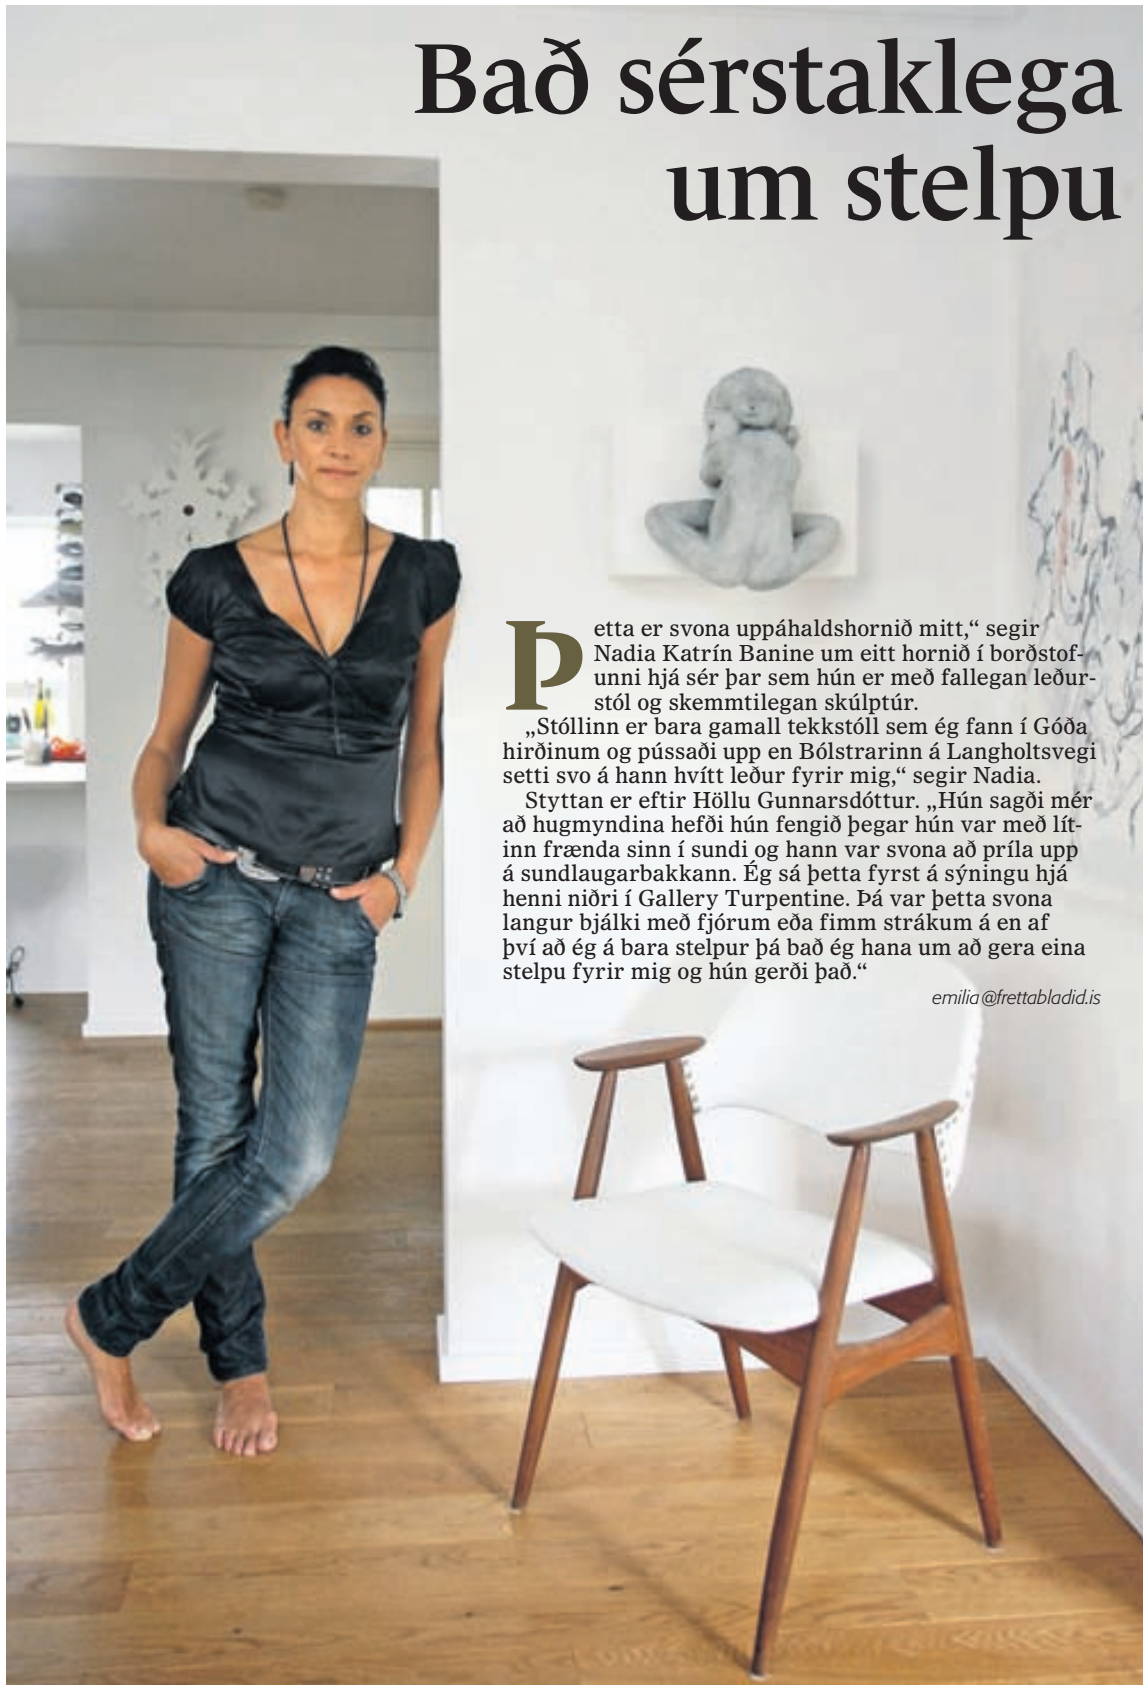 Bað sérstaklega
um stelpu
Þetta er svona uppáhaldshornið mitt,“ segir
Nadia Katrín Banine um eitt hornið í borðstof-
unni hjá sér þar sem hún er með fallegan leður-
stól og skemmtilegan skúlptúr.
„Stóllinn er bara gamall tekkstóll sem ég fann í Góða
hirðinum og pússaði upp en Bólstrarinn á Langholtsvegi
setti svo á hann hvítt leður fyrir mig,“ segir Nadia.
Styttan er eftir Höllu Gunnarsdóttur. „Hún sagði mér
að hugmyndina hefði hún fengið þegar hún var með lít-
inn frænda sinn í sundi og hann var svona að príla upp
á sundlaugarbakkann. Ég sá þetta fyrst á sýningu hjá
henni niðri í Gallery Turpentine. Þá var þetta svona
langur bjálki með fjórum eða fimm strákum á en af
því að ég á bara stelpur þá bað ég hana um að gera eina
stelpu fyrir mig og hún gerði það.“
emilia@frettabladid.is